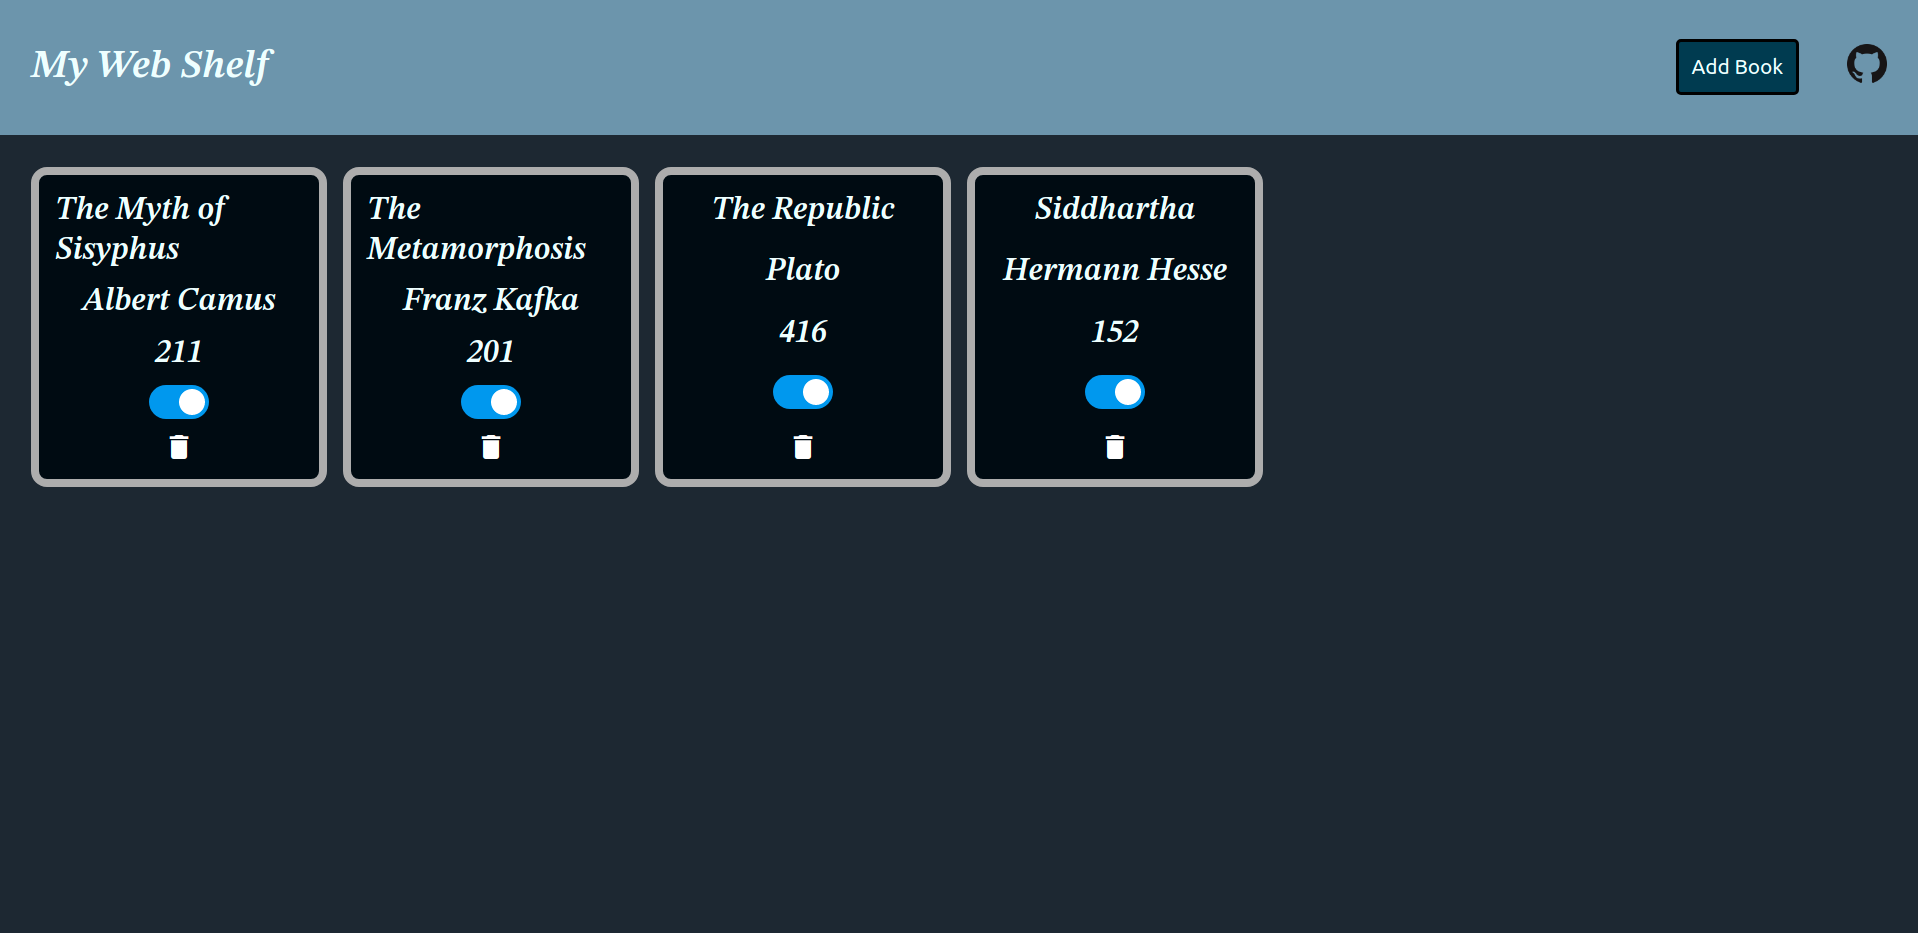 My Web Shelf
Add Book
The Myth of
Sisyphus
Albert Camus
211
The
Metamorphosis
Franz Kafka
201
The Republic
Plato
416
Siddhartha
Hermann Hesse
152